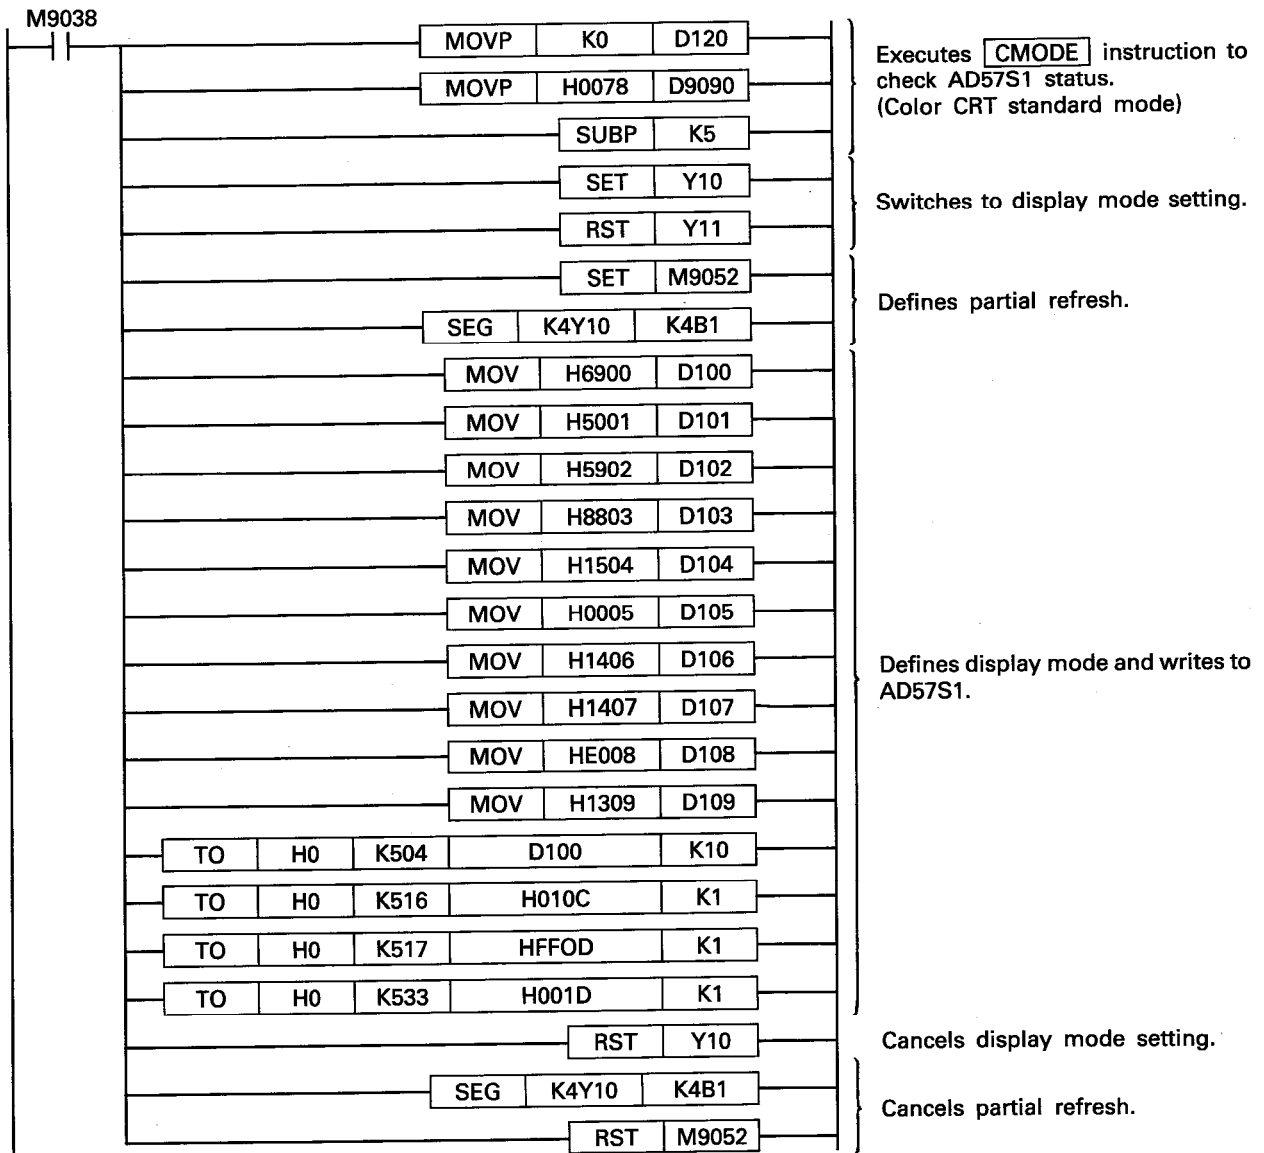 M9038
MOVP K0 D120
MOVP H0078 D9090
SUBP K5
Executes CMODE instruction to
check AD57S1 status.
(Color CRT standard mode)
SET Y10
RST Y11
Switches to display mode setting.
SET M9052
SEG K4Y10 K4B1
Defines partial refresh.
MOV H6900 D100
MOV H5001 D101
MOV H5902 D102
MOV H8803 D103
MOV H1504 D104
MOV H0005 D105
MOV H1406 D106
MOV H1407 D107
MOV HE008 D108
MOV H1309 D109
TO H0 K504 D100 K10
TO H0 K516 H010C K1
TO H0 K517 HFFOD K1
TO H0 K533 H001D K1
Defines display mode and writes to
AD57S1.
RST Y10
Cancels display mode setting.
SEG K4Y10 K4B1
RST M9052
Cancels partial refresh.